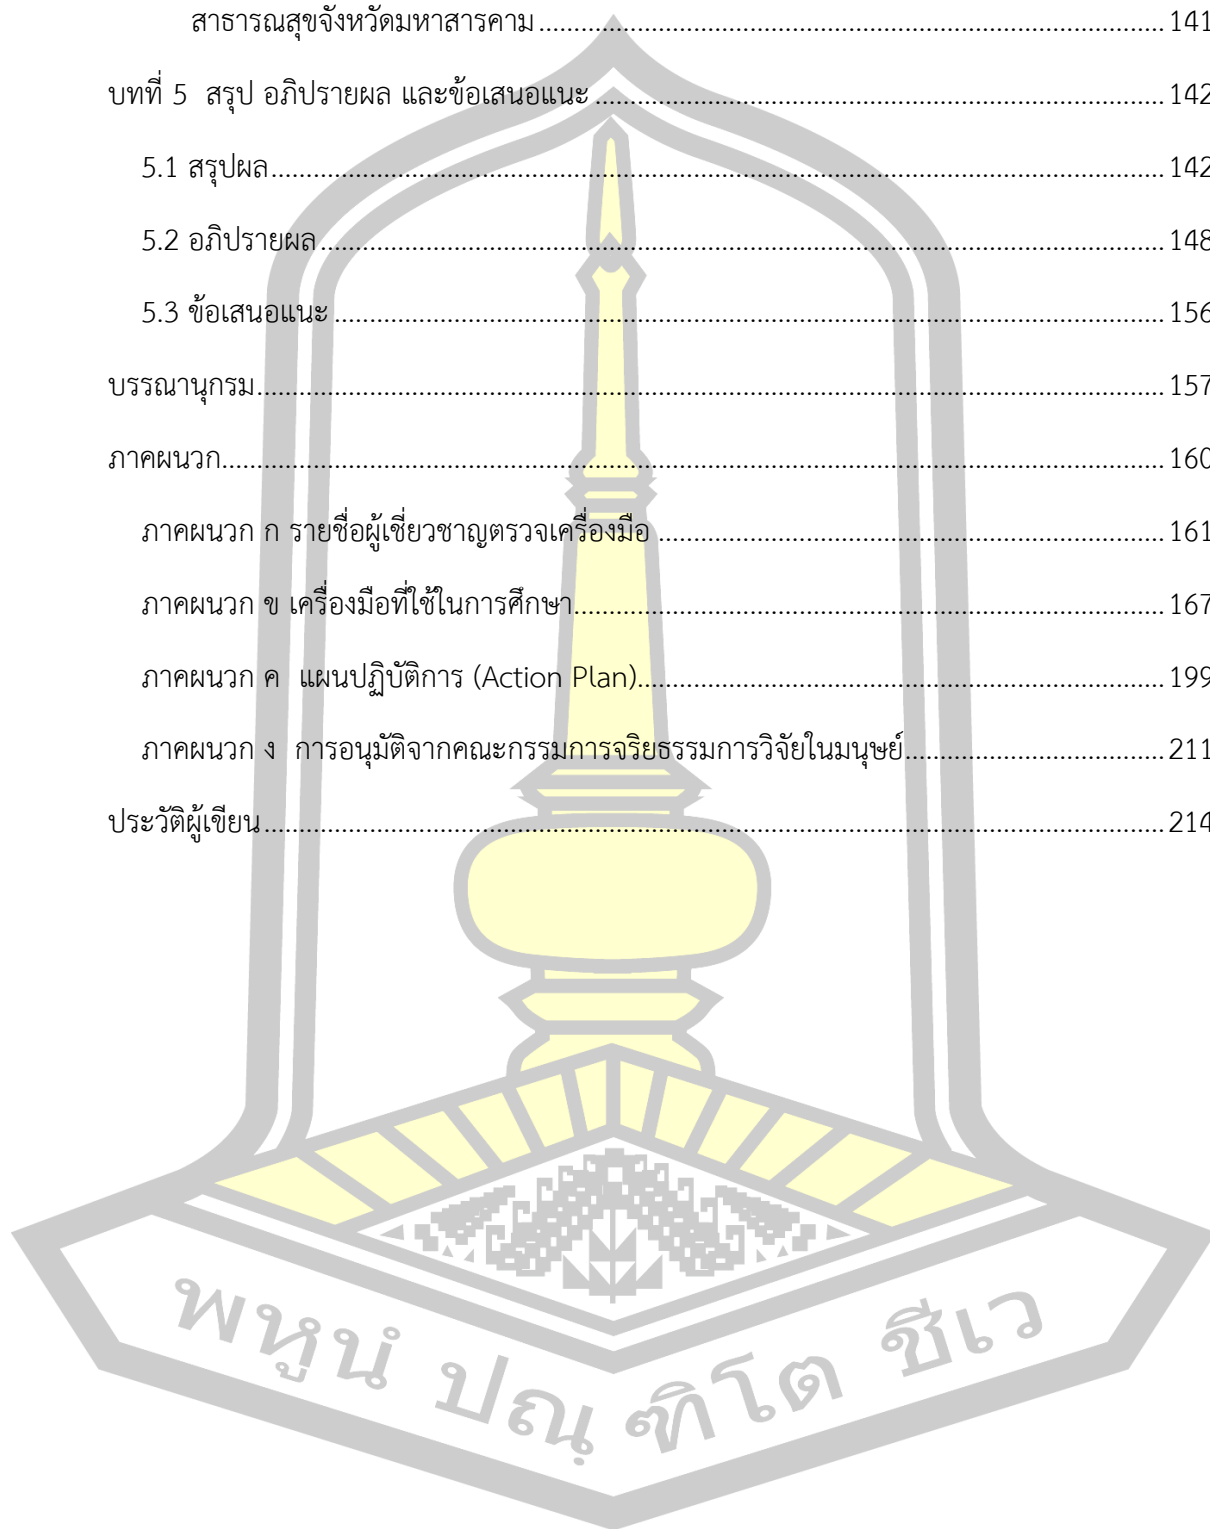 สาธารณสุขจังหวัดมหาสารคาม ........ 141
บทที่ 5 สรุป อภิปรายผล และข้อเสนอแนะ ........ 142
5.1 สรุปผล ........ 142
5.2 อภิปรายผล ........ 148
5.3 ข้อเสนอแนะ ........ 156
บรรณานุกรม ........ 157
ภาคผนวก ........ 160
ภาคผนวก ก รายชื่อผู้เชี่ยวชาญตรวจเครื่องมือ ........ 161
ภาคผนวก ข เครื่องมือที่ใช้ในการศึกษา ........ 167
ภาคผนวก ค แผนปฏิบัติการ (Action Plan) ........ 199
ภาคผนวก ง การอนุมัติจากคณะกรรมการจริยธรรมการวิจัยในมนุษย์ ........ 211
ประวัติผู้เขียน ........ 214
พหูนํ ปณฺฑิโต ชีเว